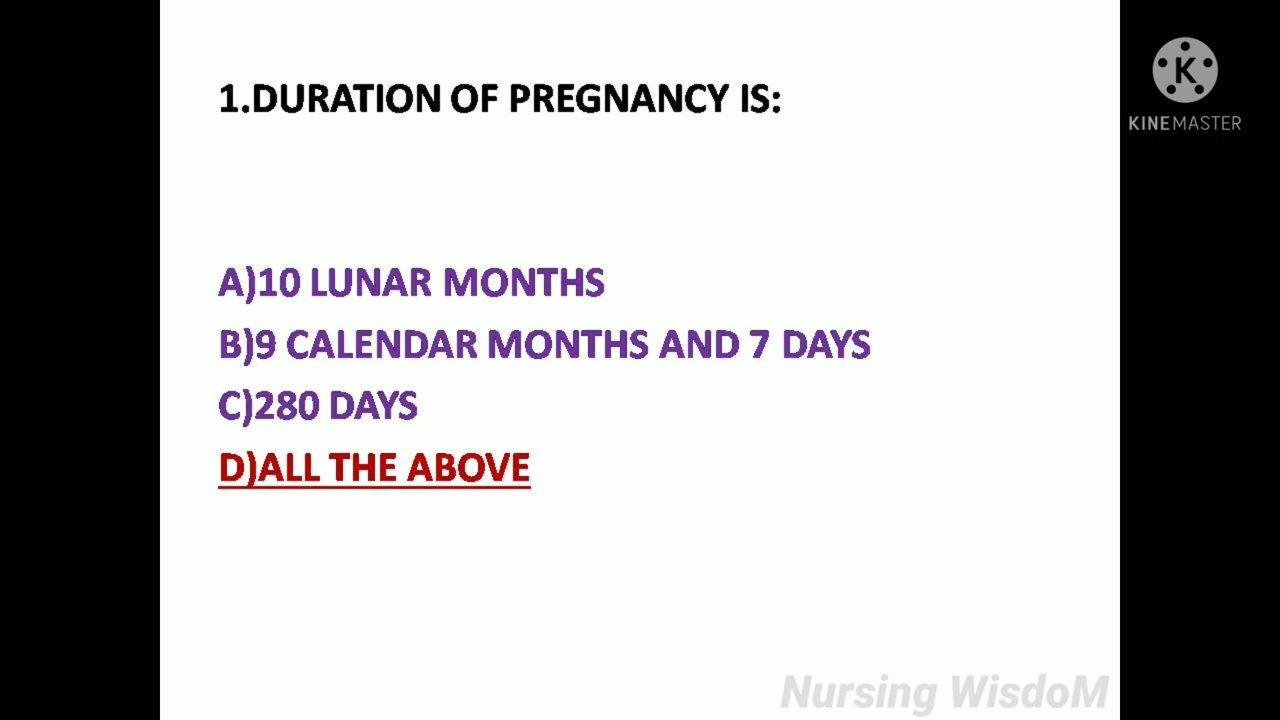 1.DURATION OF PREGNANCY IS:
KINEMASTER
A)10 LUNAR MONTHS
B)9 CALENDAR MONTHS AND 7 DAYS
C)280 DAYS
D)ALL THE ABOVE
Nursing WisdoM